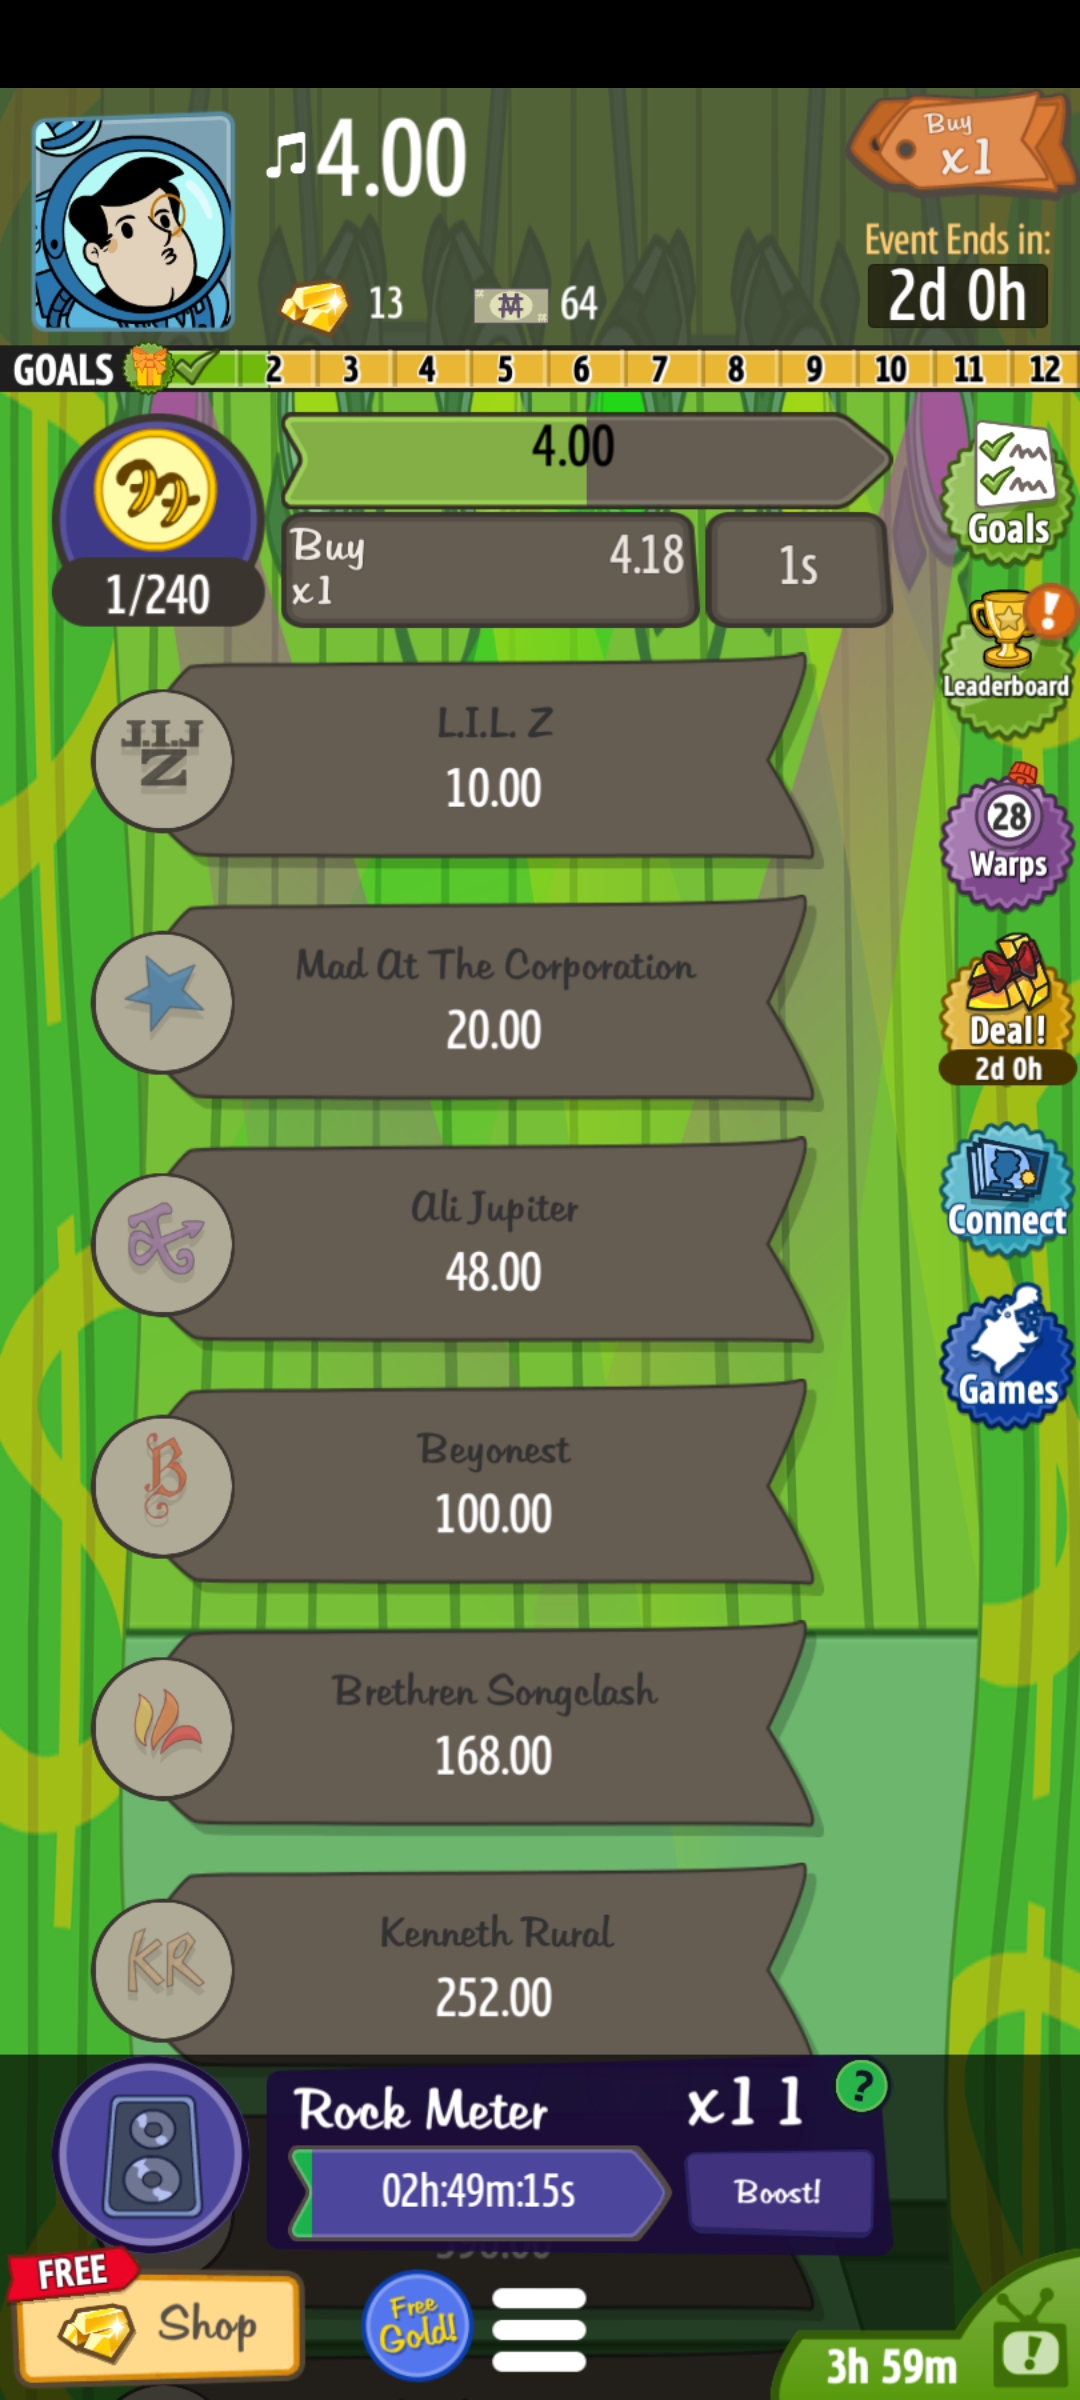 4.00
Buy
x1
13
64
Event Ends in:
2d 0h
GOALS 2 3 4 5 6 7 8 9 10 11 12
4.00
1/240
Buy
x1
4.18
1s
Goals
L.I.L. Z
10.00
L.I.L
Z
Leaderboard
28
Warps
Mad At The Corporation
20.00
Deal!
2d 0h
Ali Jupiter
48.00
Connect
Beyonest
100.00
B
Games
Brethren Songclash
168.00
Kenneth Rural
252.00
KR
Rock Meter
x11
?
02h:49m:15s
Boost!
FREE
Shop
Free
Gold!
3h 59m